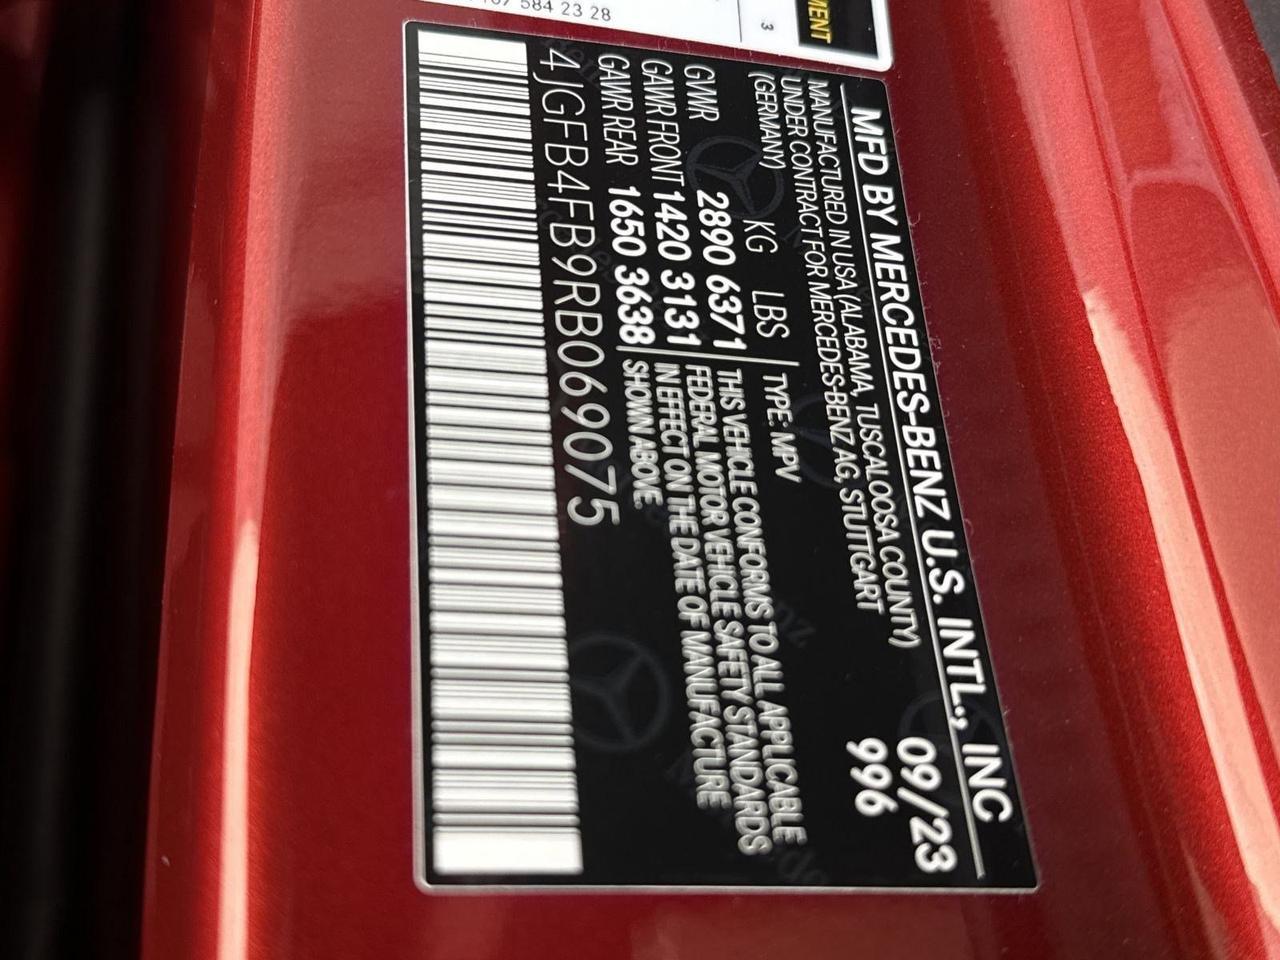 584 23 28
3
MENT
MFD BY MERCEDES-BENZ U.S. INTL., INC
MANUFACTURED IN USA (ALABAMA, TUSCALOOSA COUNTY) 09/23
UNDER CONTRACT FOR MERCEDES-BENZ AG, STUTTGART 996
(GERMANY)
KG LBS TYPE: MPV
GVWR 2890 6371 THIS VEHICLE CONFORMS TO ALL APPLICABLE
FEDERAL MOTOR VEHICLE SAFETY STANDARDS
GAWR FRONT 1420 3131 IN EFFECT ON THE DATE OF MANUFACTURE
GAWR REAR 1650 3638 SHOWN ABOVE.
4JGFB4FB9RB069075